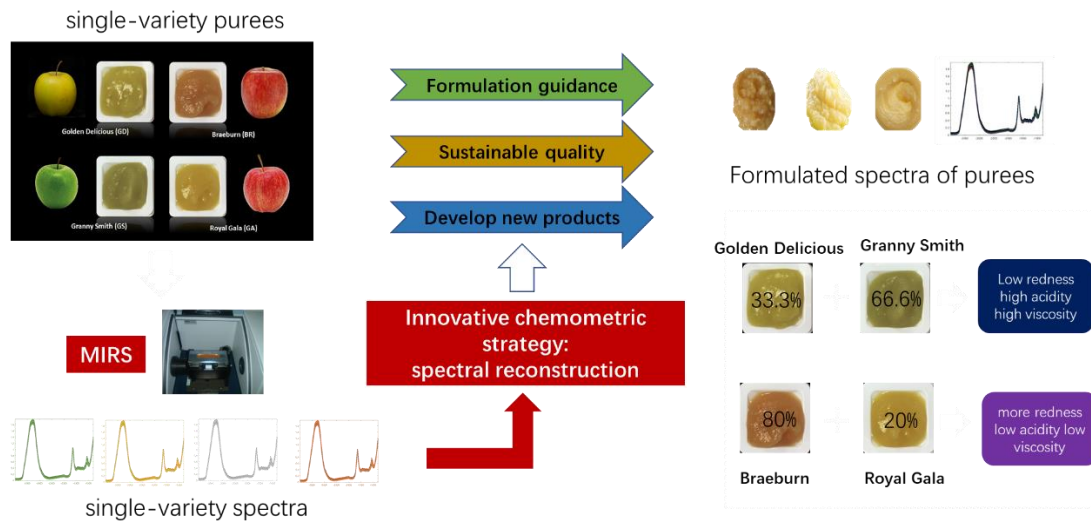 single-variety purees
Golden Delicious (GD)
Braeburn (BR)
Granny Smith (GS)
Royal Gala (GA)
MIRS
single-variety spectra
Formulation guidance
Sustainable quality
Develop new products
Innovative chemometric
strategy:
spectral reconstruction
Formulated spectra of purees
Golden Delicious
Granny Smith
33.3%
66.6%
Low redness
high acidity
high viscosity
80%
20%
more redness
low acidity low
viscosity
Braeburn
Royal Gala